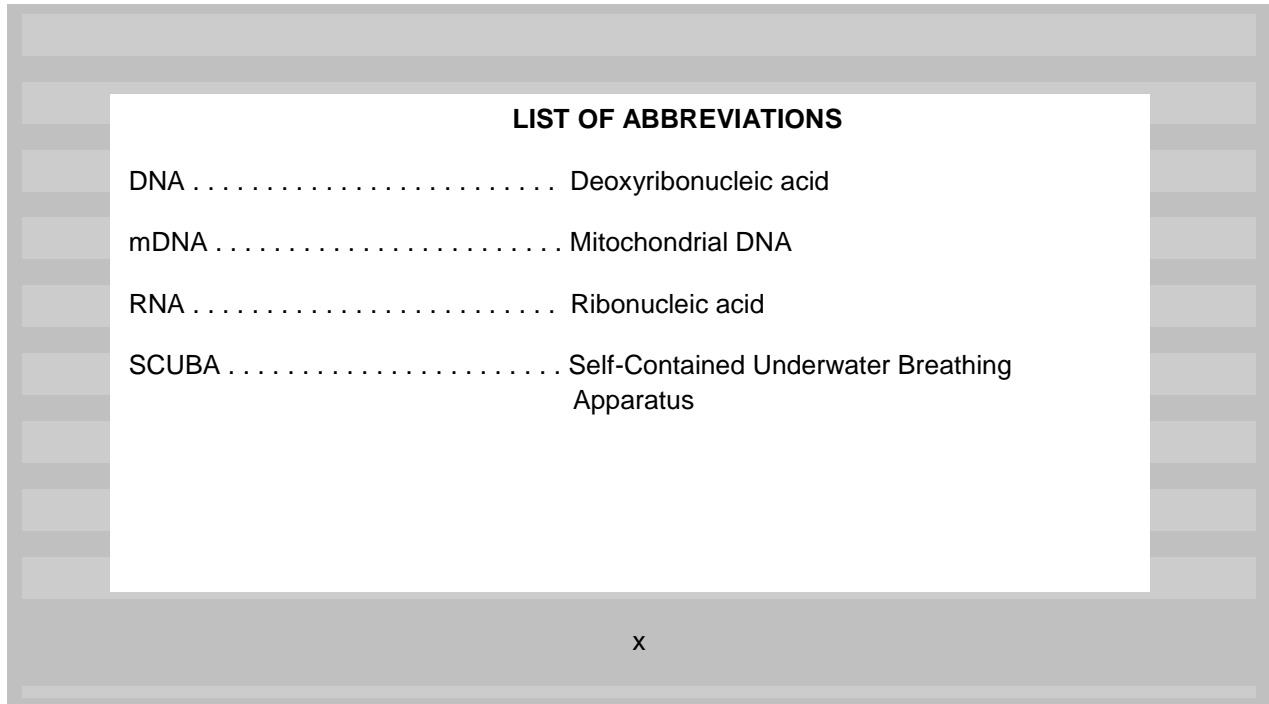 LIST OF ABBREVIATIONS
DNA . . . . . . . . . . . . . . . . . . . . . . . . . Deoxyribonucleic acid
mDNA . . . . . . . . . . . . . . . . . . . . . . . . Mitochondrial DNA
RNA . . . . . . . . . . . . . . . . . . . . . . . . . Ribonucleic acid
SCUBA . . . . . . . . . . . . . . . . . . . . . . . Self-Contained Underwater Breathing
Apparatus
x